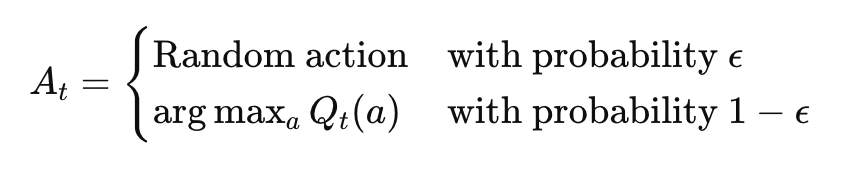 A_t = { Random action with probability ϵ
arg max_a Q_t(a) with probability 1 − ϵ